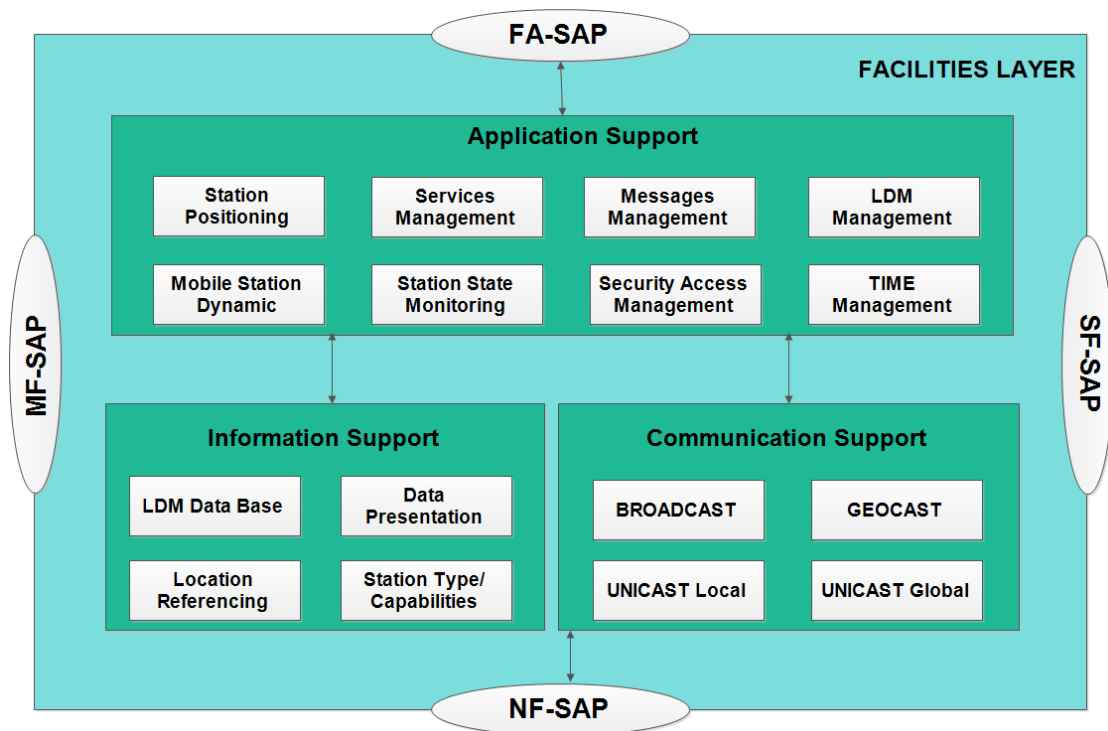 FA-SAP
FACILITIES LAYER
Application Support
Station
Positioning
Services
Management
Messages
Management
LDM
Management
Mobile Station
Dynamic
Station State
Monitoring
Security Access
Management
TIME
Management
MF-SAP
SF-SAP
Information Support
LDM Data Base
Data
Presentation
Location
Referencing
Station Type/
Capabilities
Communication Support
BROADCAST
GEOCAST
UNICAST Local
UNICAST Global
NF-SAP